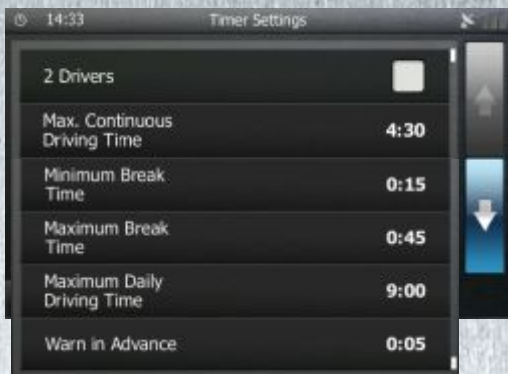 14:33 Timer Settings
2 Drivers
Max. Continuous
Driving Time 4:30
Minimum Break
Time 0:15
Maximum Break
Time 0:45
Maximum Daily
Driving Time 9:00
Warn in Advance 0:05